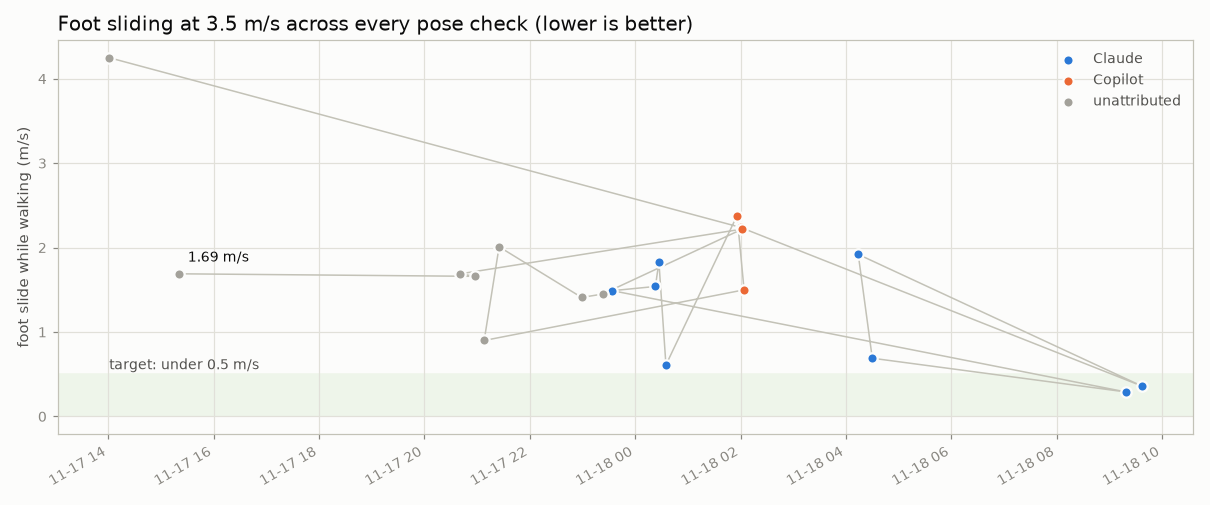 Foot sliding at 3.5 m/s across every pose check (lower is better)
foot slide while walking (m/s)
4
3
2
1
0
Claude
Copilot
unattributed
1.69 m/s
target: under 0.5 m/s
11-17 14
11-17 16
11-17 18
11-17 20
11-17 22
11-18 00
11-18 02
11-18 04
11-18 06
11-18 08
11-18 10